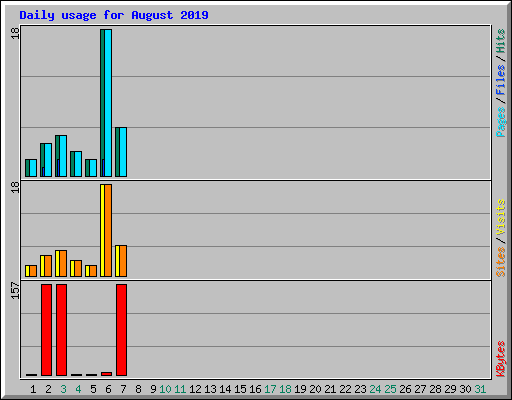 Daily usage for August 2019
18
18
157
Pages/Files/Hits
Sites/Visits
KBytes
1 2 3 4 5 6 7 8 9 10 11 12 13 14 15 16 17 18 19 20 21 22 23 24 25 26 27 28 29 30 31